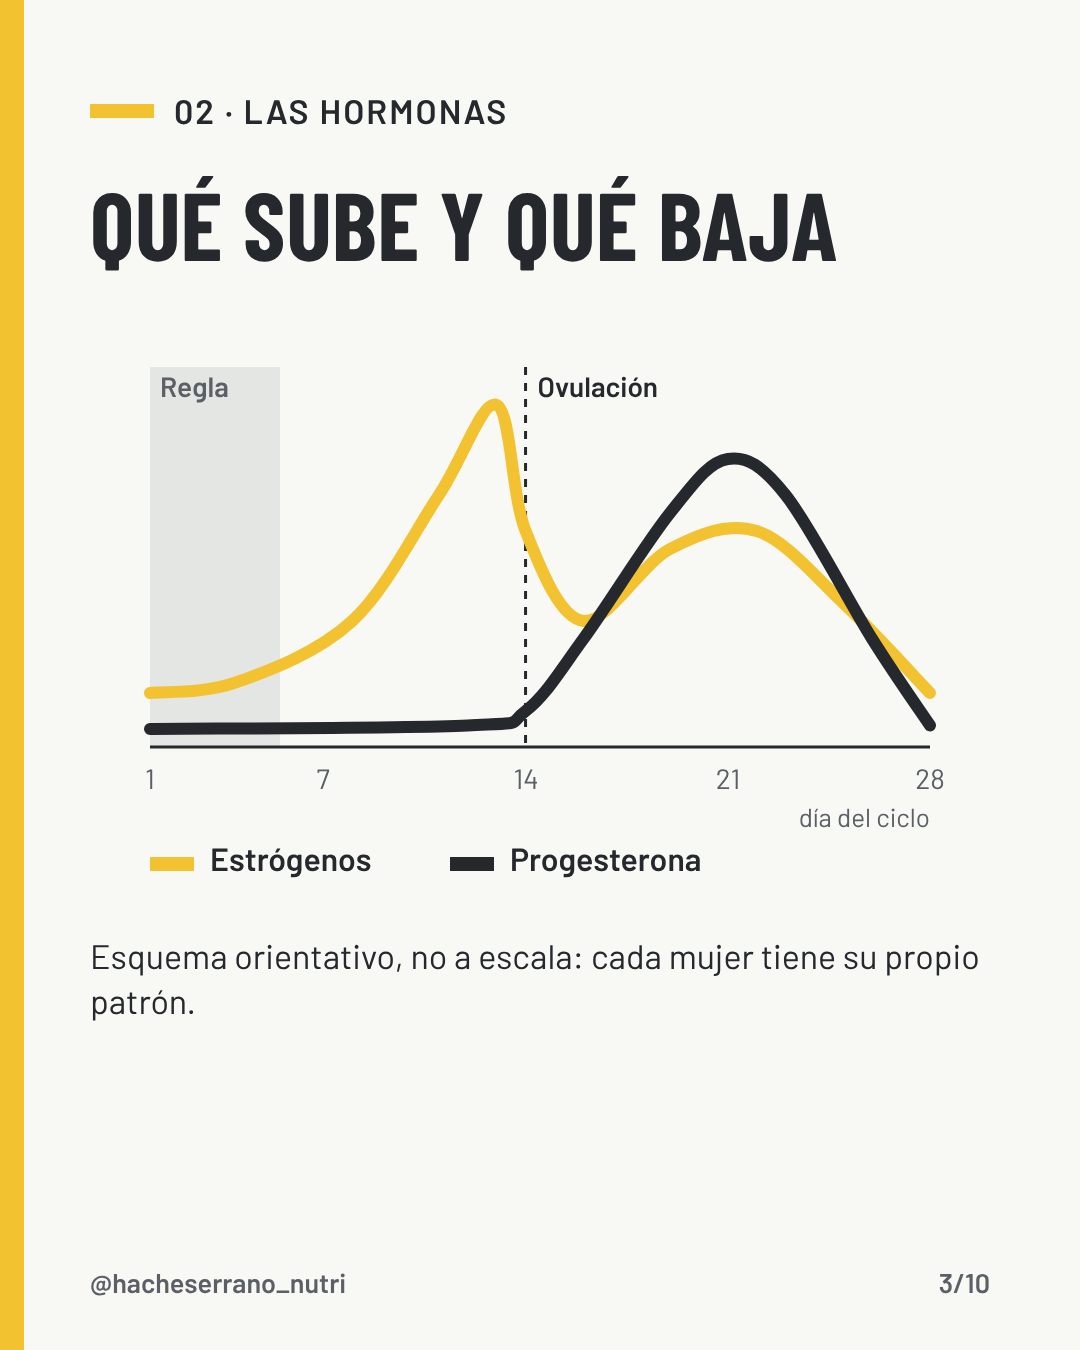 02 · LAS HORMONAS
QUÉ SUBE Y QUÉ BAJA
Regla
Ovulación
1 7 14 21 28
día del ciclo
Estrógenos Progesterona
Esquema orientativo, no a escala: cada mujer tiene su propio
patrón.
@hacheserrano_nutri 3/10